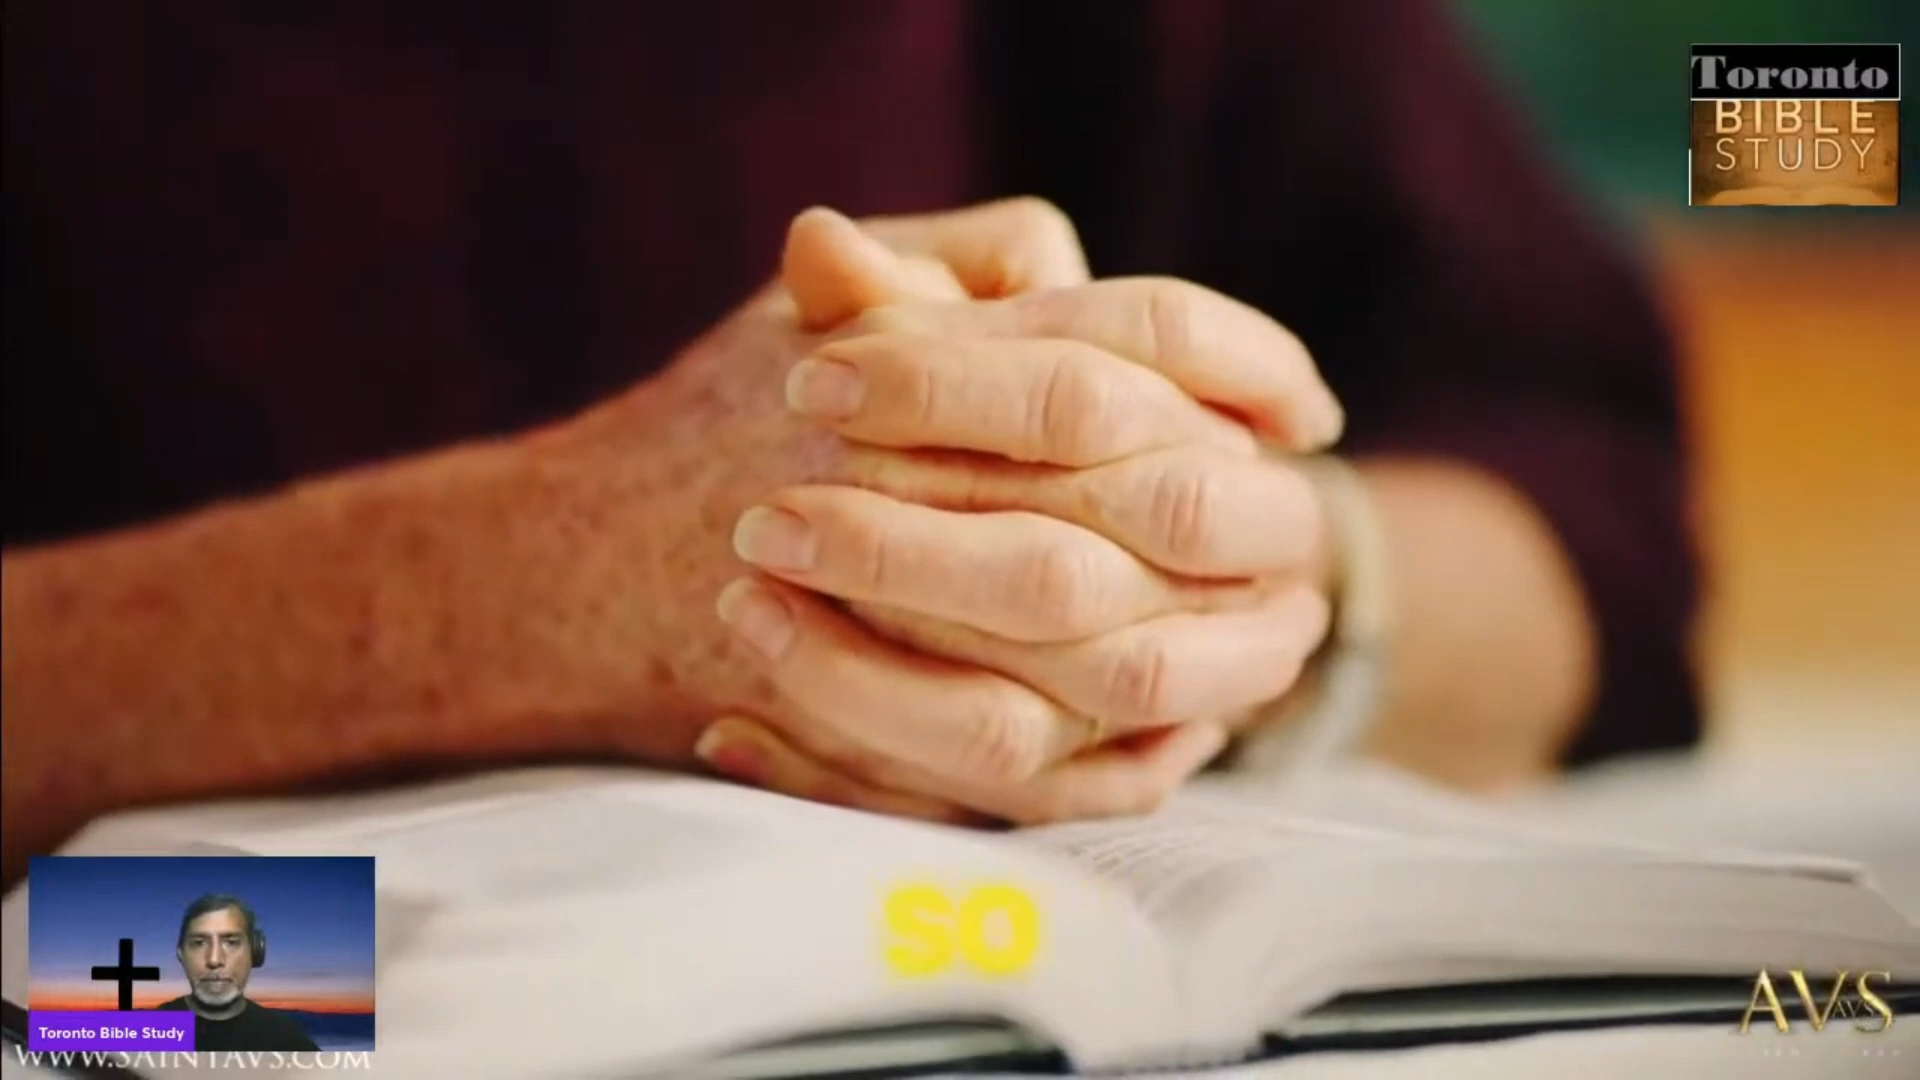 Toronto
BIBLE
STUDY
SO
AVS
Toronto Bible Study
WWW.SAINTAVS.COM